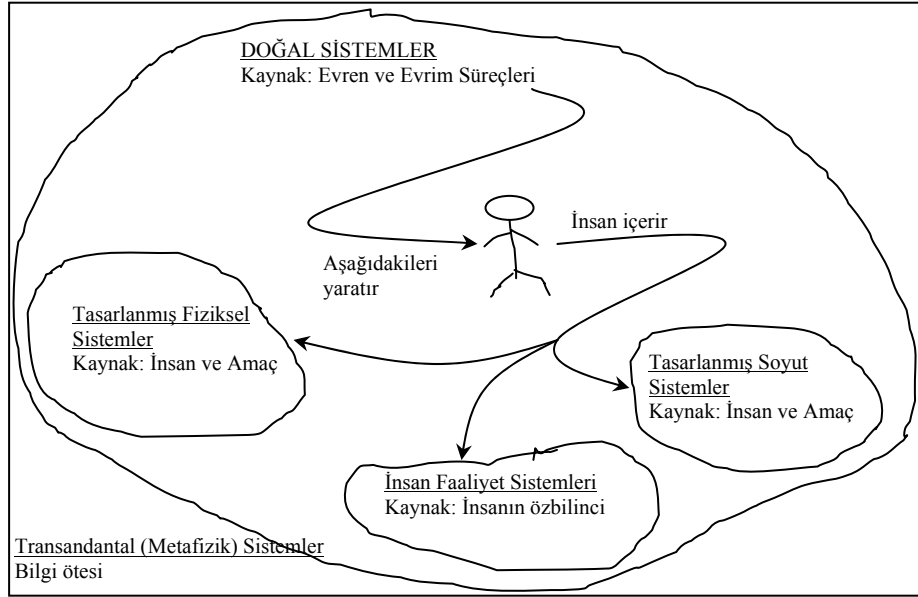 DOĞAL SİSTEMLER
Kaynak: Evren ve Evrim Süreçleri
İnsan içerir
Aşağıdakileri
yaratır
Tasarlanmış Fiziksel
Sistemler
Kaynak: İnsan ve Amaç
Tasarlanmış Soyut
Sistemler
Kaynak: İnsan ve Amaç
İnsan Faaliyet Sistemleri
Kaynak: İnsanın özbilinci
Transandantal (Metafizik) Sistemler
Bilgi ötesi